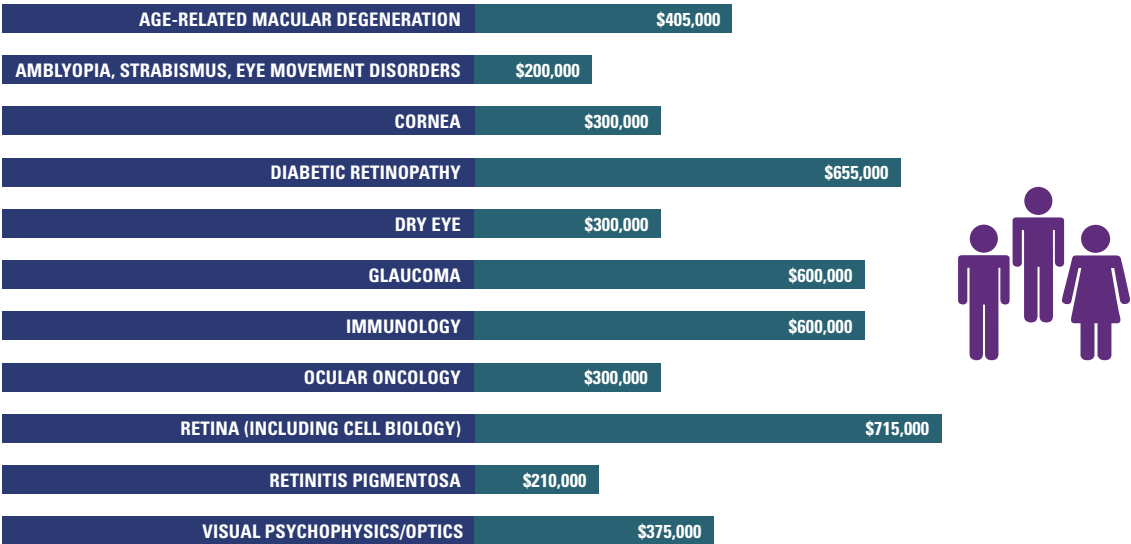 AGE-RELATED MACULAR DEGENERATION $405,000
AMBLYOPIA, STRABISMUS, EYE MOVEMENT DISORDERS $200,000
CORNEA $300,000
DIABETIC RETINOPATHY $655,000
DRY EYE $300,000
GLAUCOMA $600,000
IMMUNOLOGY $600,000
OCULAR ONCOLOGY $300,000
RETINA (INCLUDING CELL BIOLOGY) $715,000
RETINITIS PIGMENTOSA $210,000
VISUAL PSYCHOPHYSICS/OPTICS $375,000